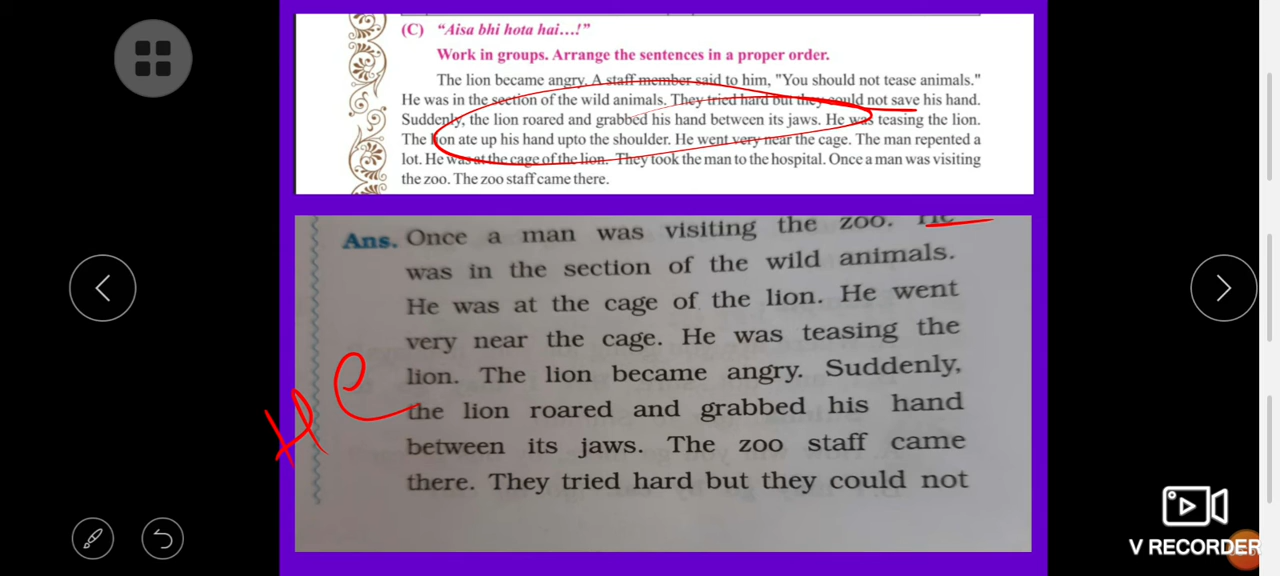 (C) “Aisa bhi hota hai...!”
Work in groups. Arrange the sentences in a proper order.
The lion became angry. A staff member said to him, "You should not tease animals."
He was in the section of the wild animals. They tried hard but they could not save his hand.
Suddenly, the lion roared and grabbed his hand between its jaws. He was teasing the lion.
The lion ate up his hand upto the shoulder. He went very near the cage. The man repented a
lot. He was at the cage of the lion. They took the man to the hospital. Once a man was visiting
the zoo. The zoo staff came there.
Ans. Once a man was visiting the zoo. He
was in the section of the wild animals.
He was at the cage of the lion. He went
very near the cage. He was teasing the
lion. The lion became angry. Suddenly,
the lion roared and grabbed his hand
between its jaws. The zoo staff came
there. They tried hard but they could not
He
V RECORDER